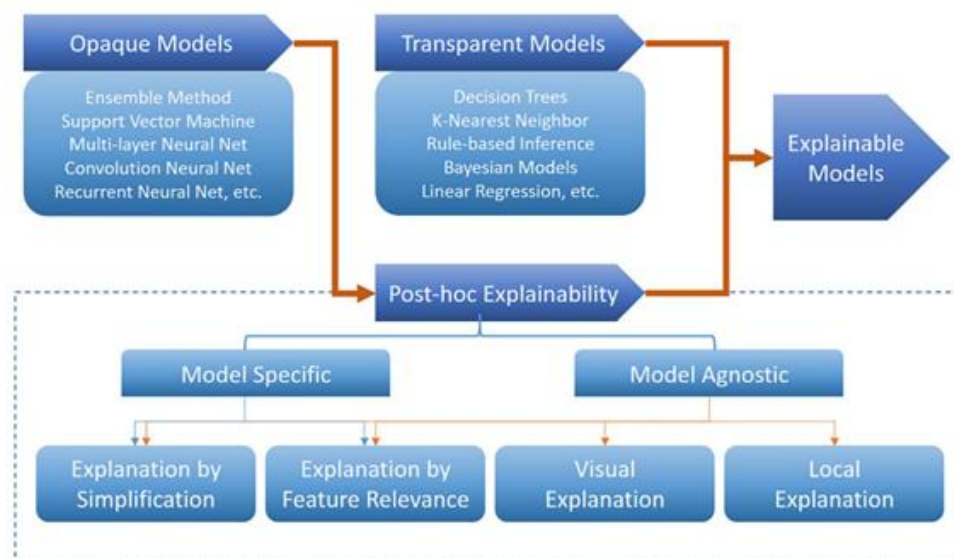 Opaque Models
Ensemble Method
Support Vector Machine
Multi-layer Neural Net
Convolution Neural Net
Recurrent Neural Net, etc.
Transparent Models
Decision Trees
K-Nearest Neighbor
Rule-based Inference
Bayesian Models
Linear Regression, etc.
Explainable
Models
Post-hoc Explainability
Model Specific
Model Agnostic
Explanation by
Simplification
Explanation by
Feature Relevance
Visual
Explanation
Local
Explanation